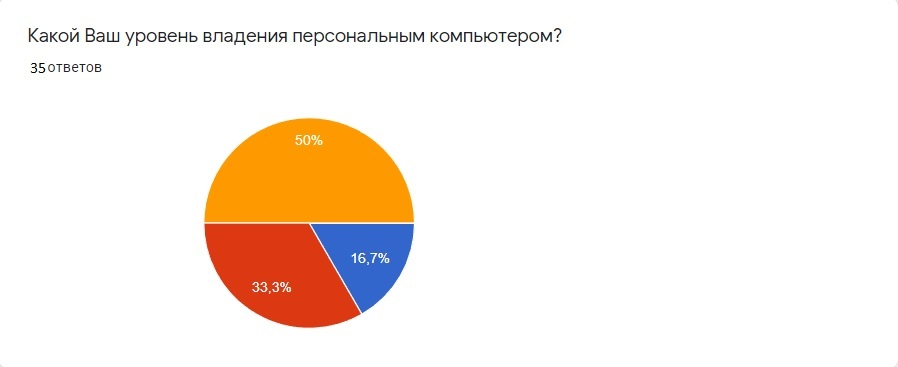 Какой Ваш уровень владения персональным компьютером?
35 ответов
50%
16,7%
33,3%